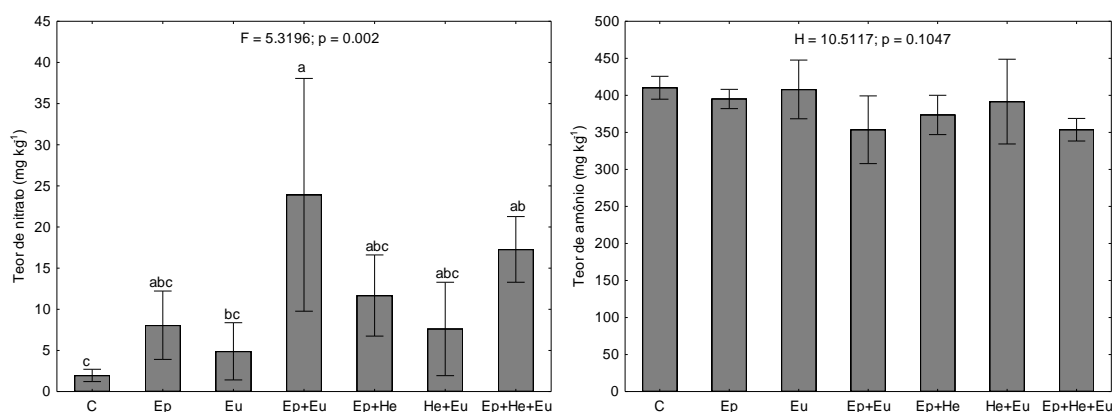 F = 5.3196; p = 0.002
Teor de nitrato (mg kg-1)
45
40
35
30
25
20
15
10
5
0
c
abc
bc
a
abc
abc
ab
C Ep Eu Ep+Eu Ep+He He+Eu Ep+He+Eu
H = 10.5117; p = 0.1047
Teor de amônio (mg kg-1)
500
450
400
350
300
250
200
150
100
50
0
C Ep Eu Ep+Eu Ep+He He+Eu Ep+He+Eu